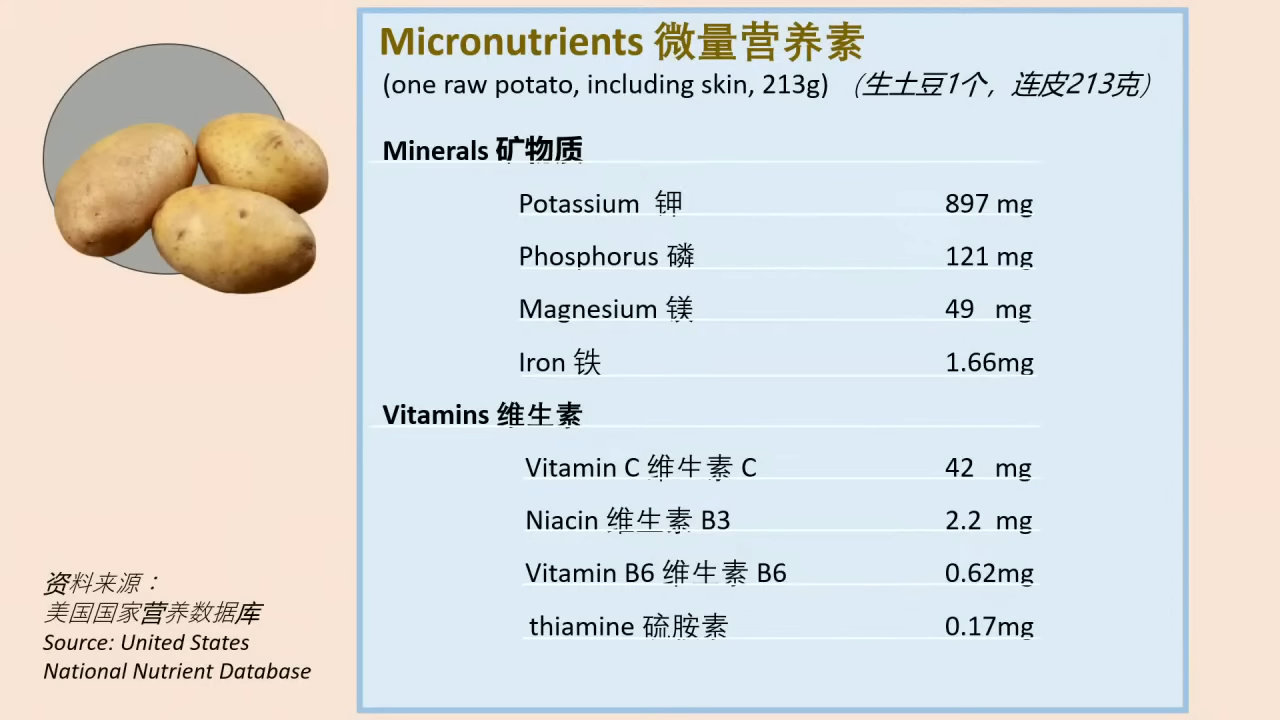 Micronutrients 微量营养素
(one raw potato, including skin, 213g) （生土豆1个，连皮213克）
Minerals 矿物质
Potassium 钾 897 mg
Phosphorus 磷 121 mg
Magnesium 镁 49 mg
Iron 铁 1.66mg
Vitamins 维生素
Vitamin C 维生素 C 42 mg
Niacin 维生素 B3 2.2 mg
Vitamin B6 维生素 B6 0.62mg
thiamine 硫胺素 0.17mg
资料来源：
美国国家营养数据库
Source: United States
National Nutrient Database